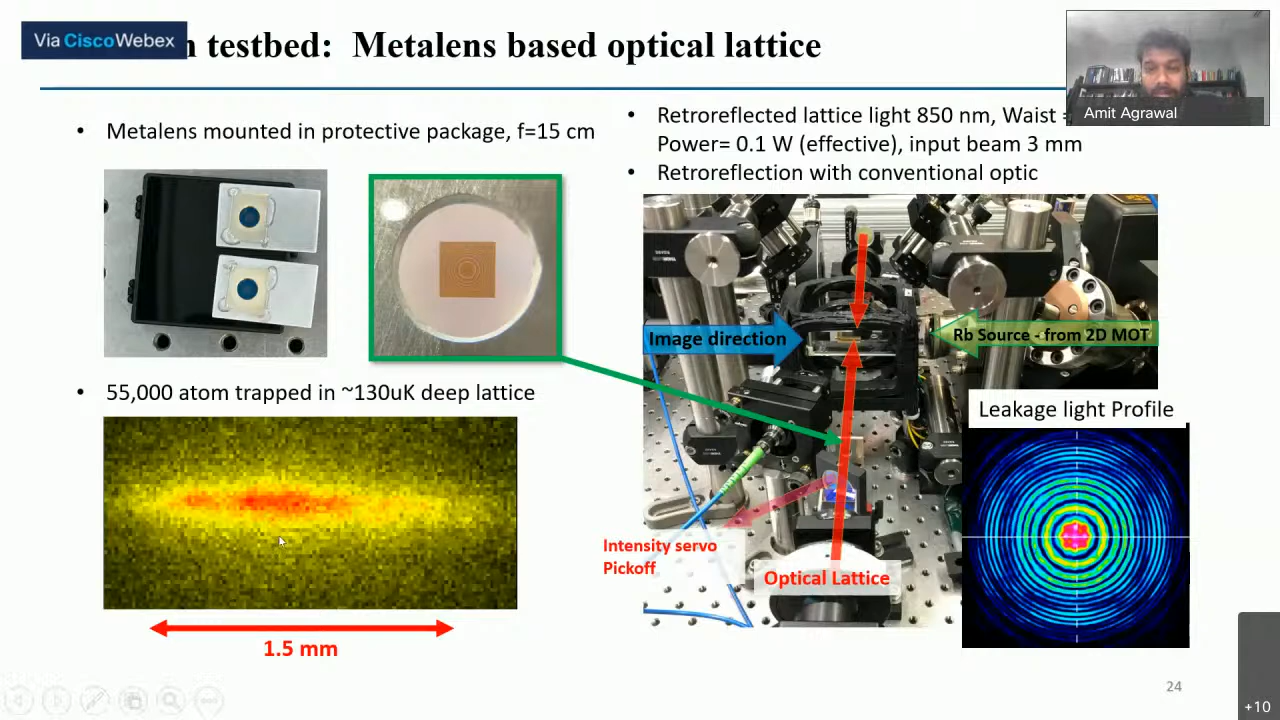 Via Cisco Webex
testbed: Metalens based optical lattice
Amit Agrawal
• Metalens mounted in protective package, f=15 cm
• 55,000 atom trapped in ~130uK deep lattice
1.5 mm
• Retroreflected lattice light 850 nm, Waist
Power= 0.1 W (effective), input beam 3 mm
• Retroreflection with conventional optic
Image direction
Rb Source - from 2D MOT
Leakage light Profile
Intensity servo
Pickoff
Optical Lattice
24
+10